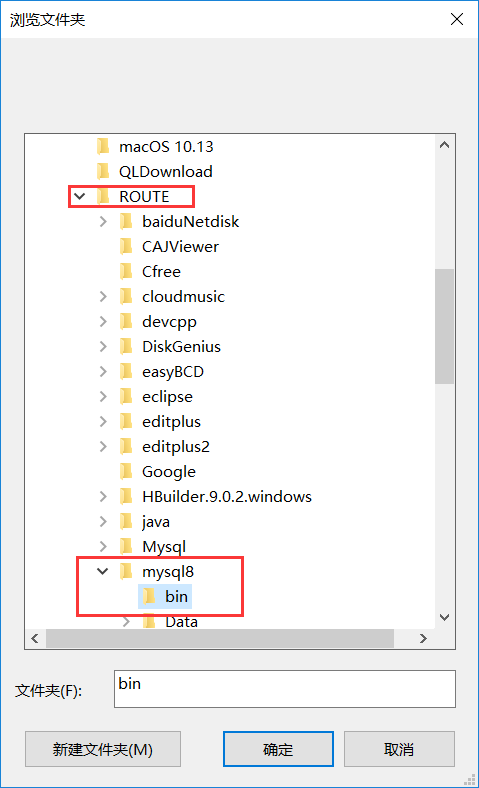 浏览文件夹
macOS 10.13
QLDownload
ROUTE
baiduNetdisk
CAJViewer
Cfree
cloudmusic
devcpp
DiskGenius
easyBCD
eclipse
editplus
editplus2
Google
HBuilder.9.0.2.windows
java
Mysql
mysql8
bin
Data
文件夹(F):
bin
新建文件夹(M)
确定
取消